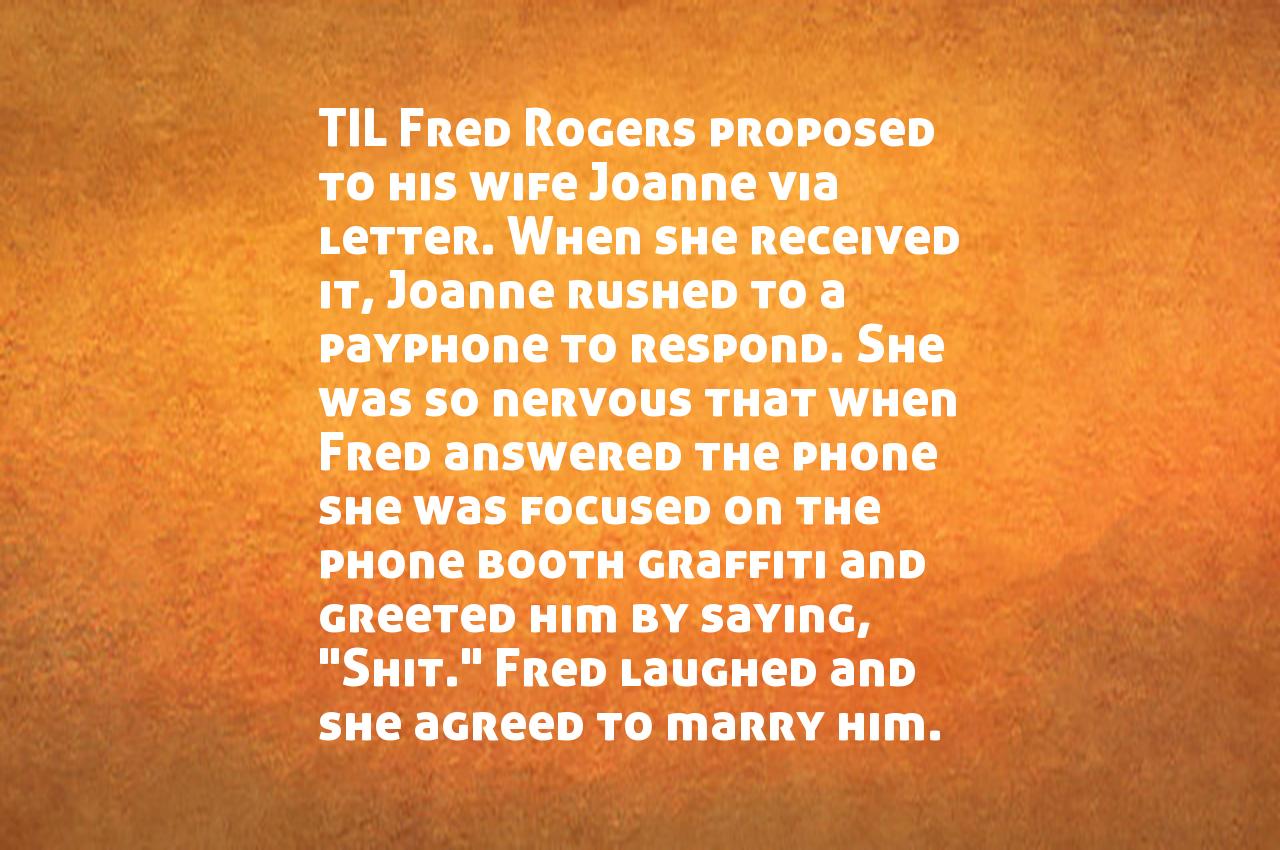 TIL Fred Rogers proposed
to his wife Joanne via
letter. When she received
it, Joanne rushed to a
payphone to respond. She
was so nervous that when
Fred answered the phone
she was focused on the
phone booth graffiti and
greeted him by saying,
"Shit." Fred laughed and
she agreed to marry him.